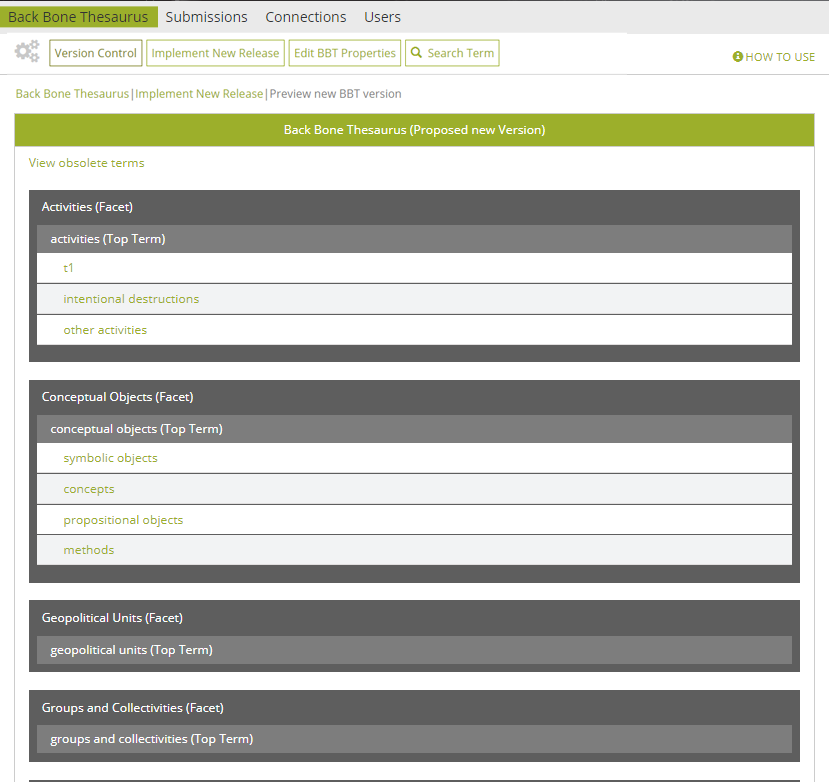 Back Bone Thesaurus Submissions Connections Users
Version Control Implement New Release Edit BBT Properties Search Term
HOW TO USE
Back Bone Thesaurus|Implement New Release|Preview new BBT version
Back Bone Thesaurus (Proposed new Version)
View obsolete terms
Activities (Facet)
activities (Top Term)
t1
intentional destructions
other activities
Conceptual Objects (Facet)
conceptual objects (Top Term)
symbolic objects
concepts
propositional objects
methods
Geopolitical Units (Facet)
geopolitical units (Top Term)
Groups and Collectivities (Facet)
groups and collectivities (Top Term)